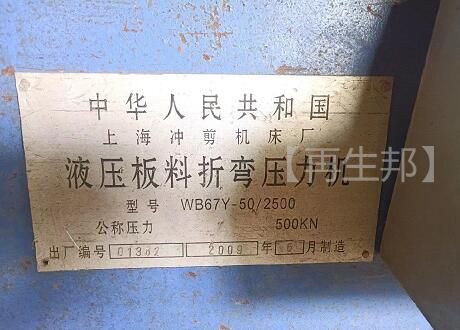 中华人民共和国
上海冲剪机床厂
液压板料折弯压力机
型号 WB67Y-50/2500
公称压力 500KN
出厂编号 01302 2009 年 6 月制造
【再生邦】